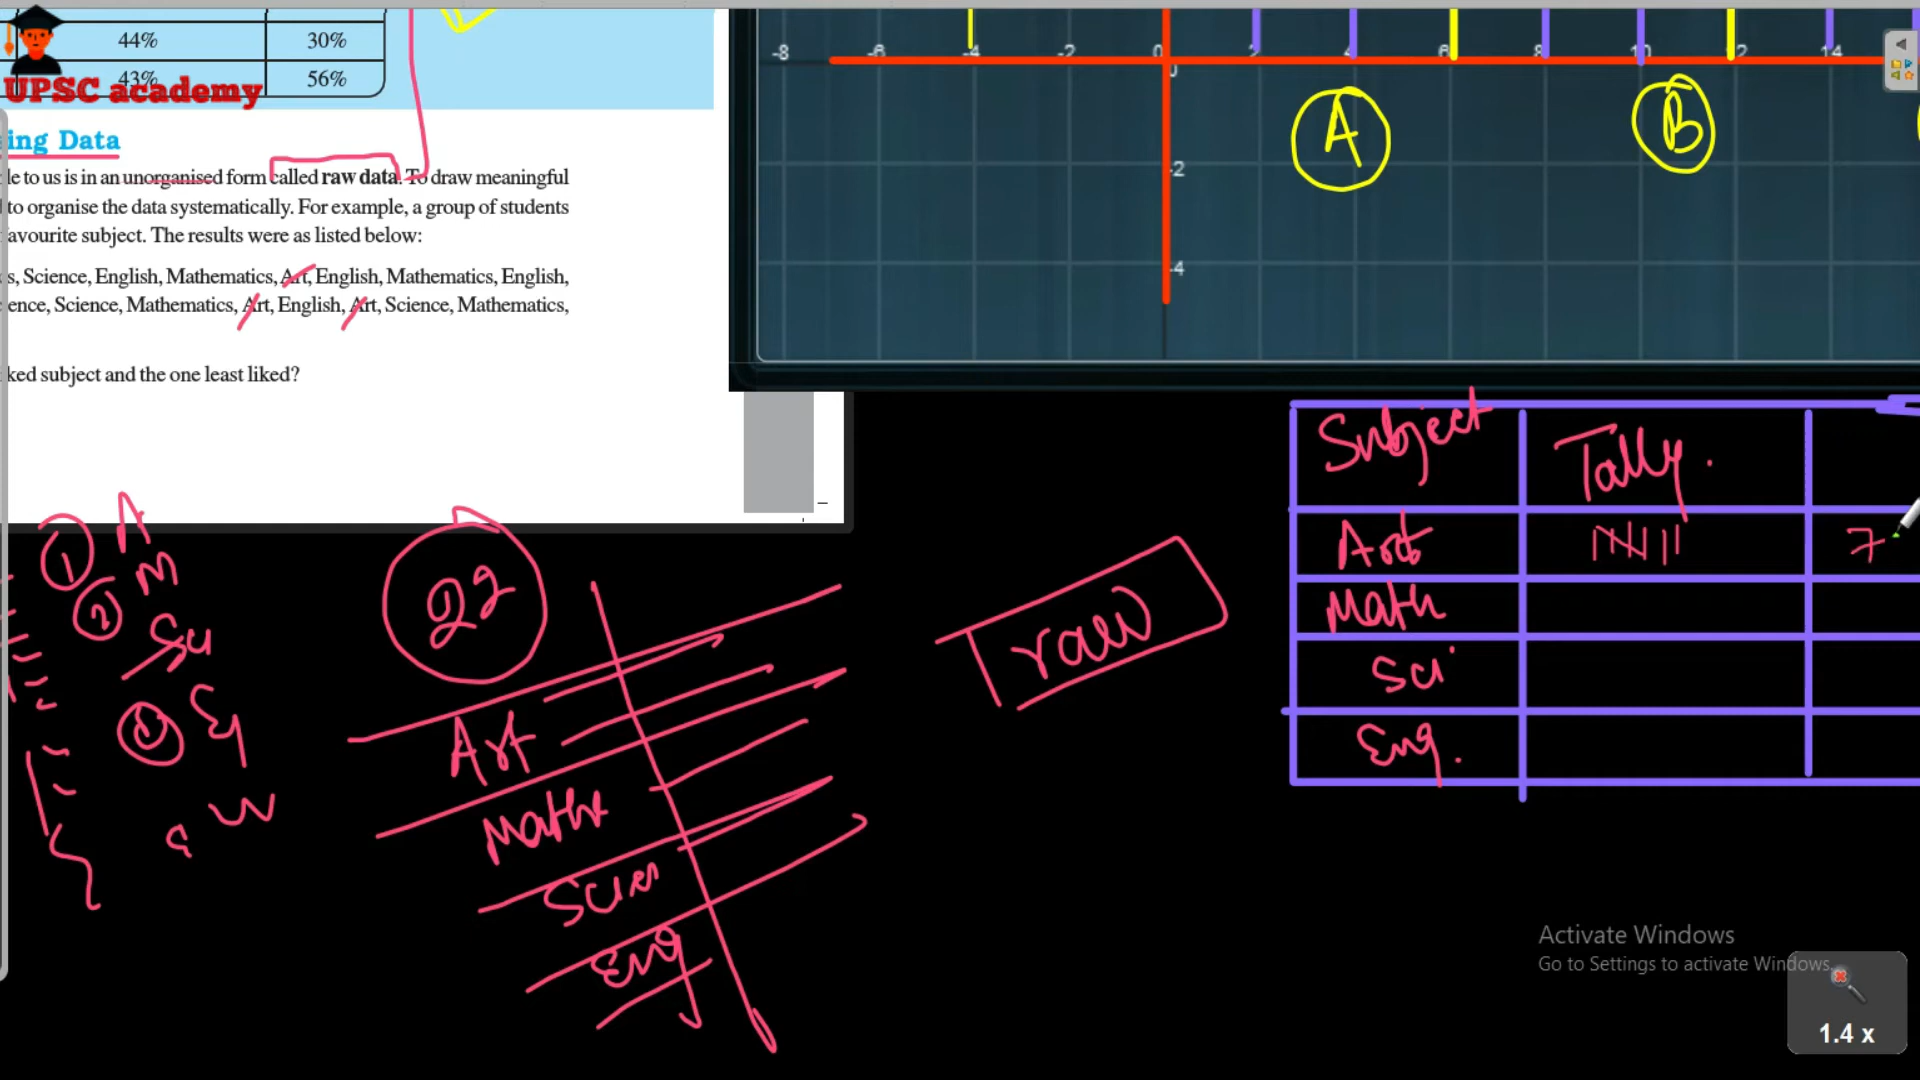 44% 30%
43% 56%
UPSC academy
ing Data
le to us is in an unorganised form called raw data. To draw meaningful
to organise the data systematically. For example, a group of students
avourite subject. The results were as listed below:
s, Science, English, Mathematics, Art, English, Mathematics, English,
ence, Science, Mathematics, Art, English, Art, Science, Mathematics,
ked subject and the one least liked?
-8 -6 -4 -2 0 2 4 6 8 10 12 14
0
-2
-4
A B
Subject Tally.
Art 7
Math
Sci
Eng.
1 A
2 M
22
Art
Maths
Eng
raw
Activate Windows
Go to Settings to activate Windows.
1.4 x